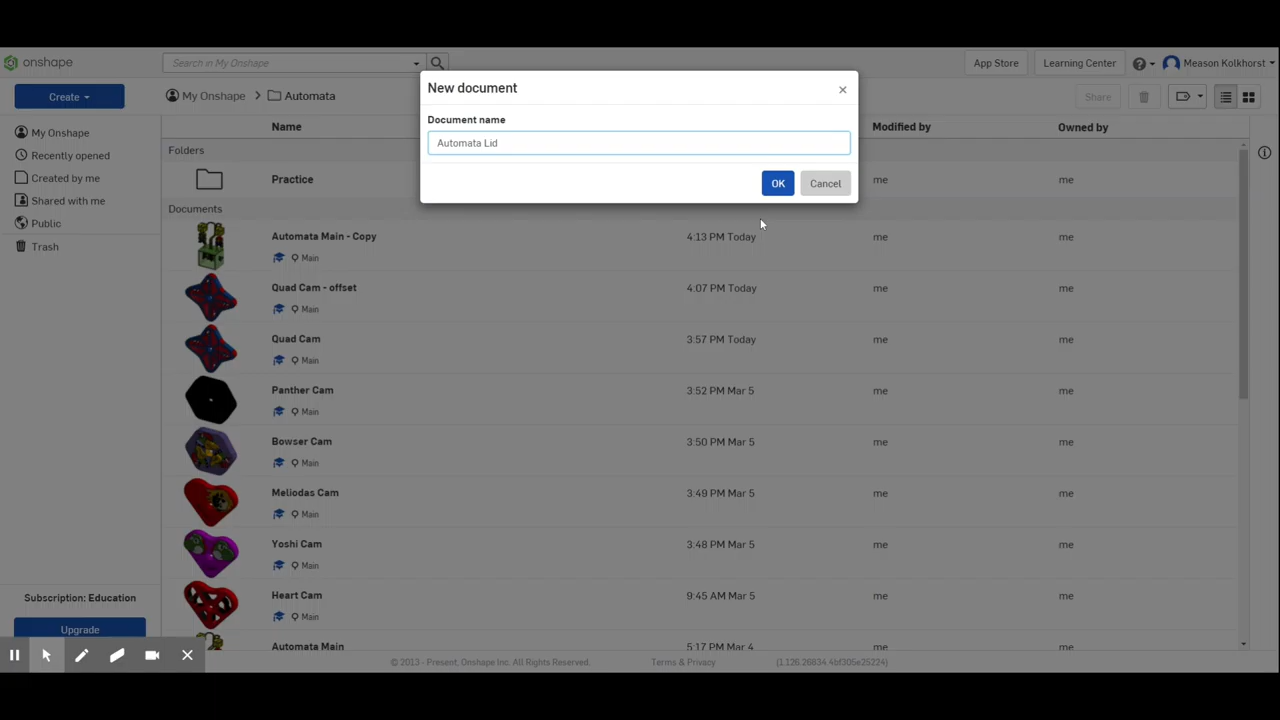 onshape
Search in My Onshape
App Store
Learning Center
Meason Kolkhorst
New document
Document name
Automata Lid
OK
Cancel
Create
My Onshape
Automata
Share
My Onshape
Recently opened
Created by me
Shared with me
Public
Trash
Name
Modified by
Owned by
Folders
Practice
me
me
Documents
Automata Main - Copy
4:13 PM Today
me
me
Main
Quad Cam - offset
4:07 PM Today
me
me
Main
Quad Cam
3:57 PM Today
me
me
Main
Panther Cam
3:52 PM Mar 5
me
me
Main
Bowser Cam
3:50 PM Mar 5
me
me
Main
Meliodas Cam
3:49 PM Mar 5
me
me
Main
Yoshi Cam
3:48 PM Mar 5
me
me
Main
Heart Cam
9:45 AM Mar 5
me
me
Main
Automata Main
5:17 PM Mar 4
me
me
Subscription: Education
Upgrade
© 2013 - Present, Onshape Inc. All Rights Reserved.
Terms & Privacy
(1.126.26834.4bf305e25224)